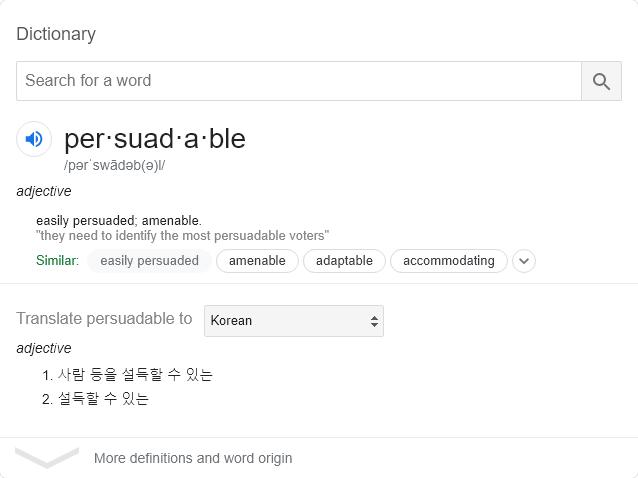 Dictionary
Search for a word
per·suad·a·ble
/pərˈswādəb(ə)l/
adjective
easily persuaded; amenable.
"they need to identify the most persuadable voters"
Similar: easily persuaded amenable adaptable accommodating
Translate persuadable to Korean
adjective
1. 사람 등을 설득할 수 있는
2. 설득할 수 있는
More definitions and word origin